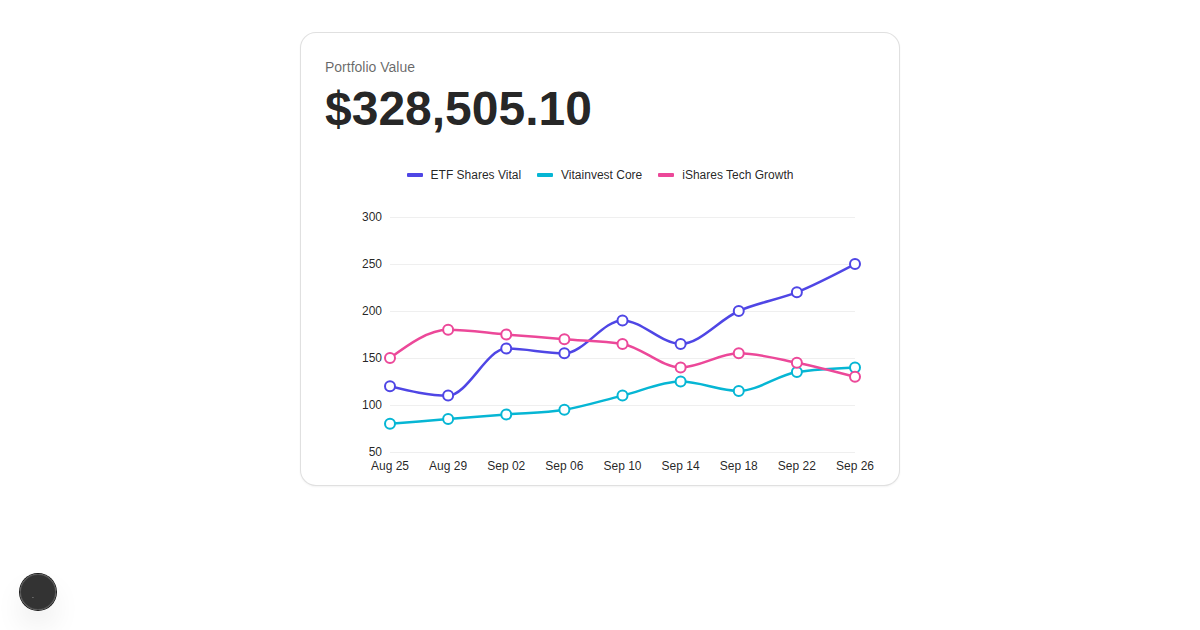 Portfolio Value
$328,505.10
ETF Shares Vital Vitainvest Core iShares Tech Growth
300
250
200
150
100
50
Aug 25 Aug 29 Sep 02 Sep 06 Sep 10 Sep 14 Sep 18 Sep 22 Sep 26